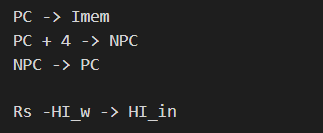 PC -> Imem
PC + 4 -> NPC
NPC -> PC
Rs -HI_w -> HI_in